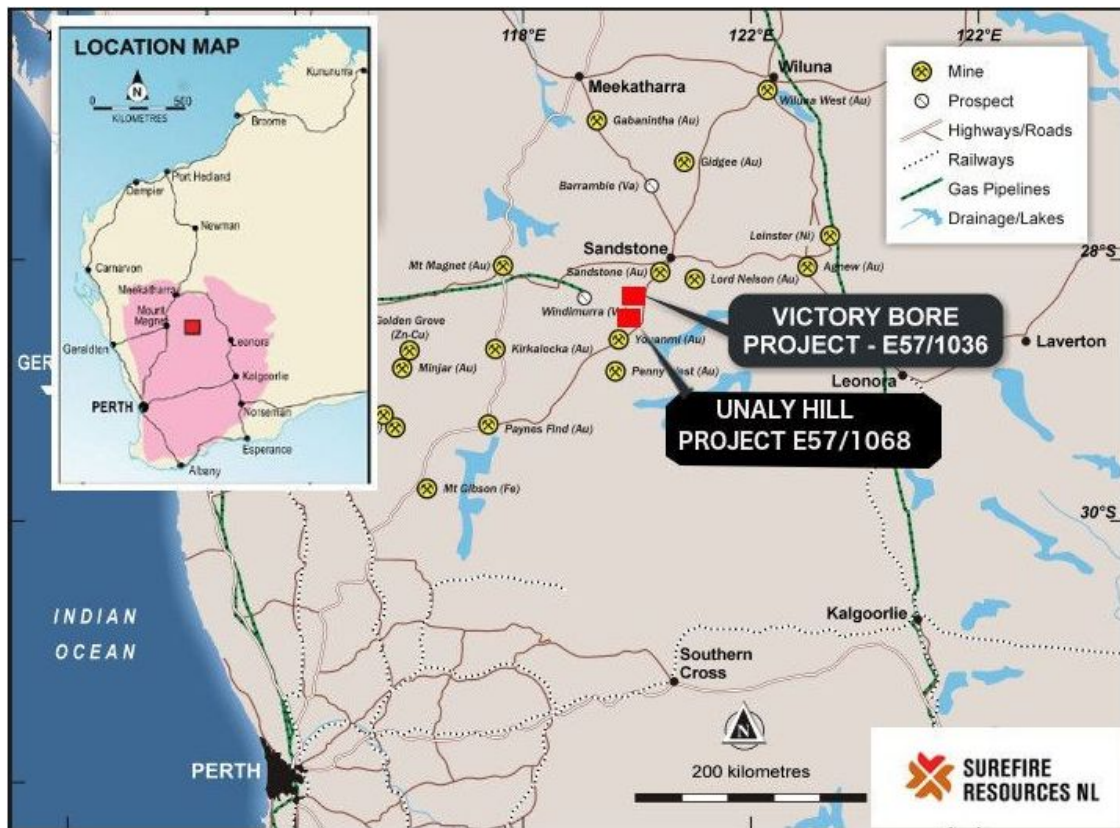 LOCATION MAP
N
0
500
KILOMETRES
Kununurra
Broome
Port Hedland
Dampier
Newman
Carnarvon
Meekatharra
Mount
Magnet
Geraldton
Leonora
Kalgoorlie
PERTH
Norseman
Esperance
Albany
118°E
122°E
122°E
Mine
Prospect
Highways/Roads
Railways
Gas Pipelines
Drainage/Lakes
Wiluna
Meekatharra
Wiluna West (Au)
Gabanintha (Au)
Gidgee (Au)
Barrambie (Va)
Leinster (Ni)
Sandstone
28°S
Mt Magnet (Au)
Sandstone (Au)
Lord Nelson (Au)
Agnew (Au)
Windimurra (V
VICTORY BORE
PROJECT - E57/1036
Golden Grove
(Zn-Cu)
Kirkalocka (Au)
Youanmi (Au)
Laverton
GER
Minjar (Au)
Penny West (Au)
Leonora
UNALY HILL
PROJECT E57/1068
Paynes Find (Au)
)
Mt Gibson (Fe)
30°S
INDIAN
OCEAN
Kalgoorlie
Southern
Cross
N
PERTH
200 kilometres
SUREFIRE
RESOURCES NL